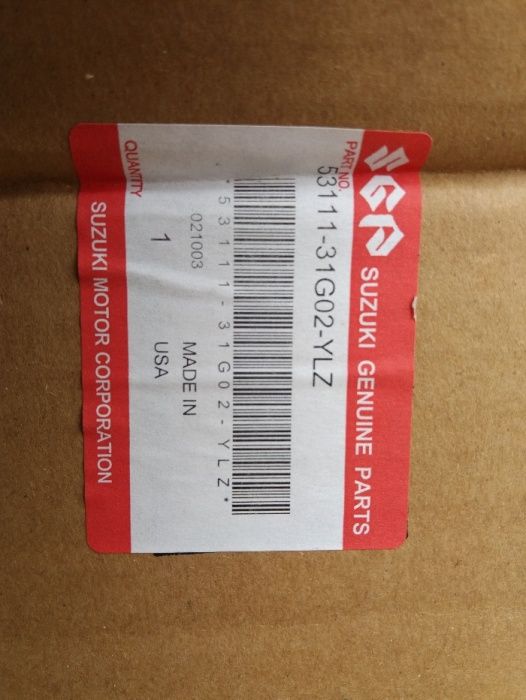 SUZUKI GENUINE PARTS
PART NO.
53111-31G02-YLZ
*53111-31G02-YLZ*
021003
MADE IN
USA
QUANTITY
1
SUZUKI MOTOR CORPORATION